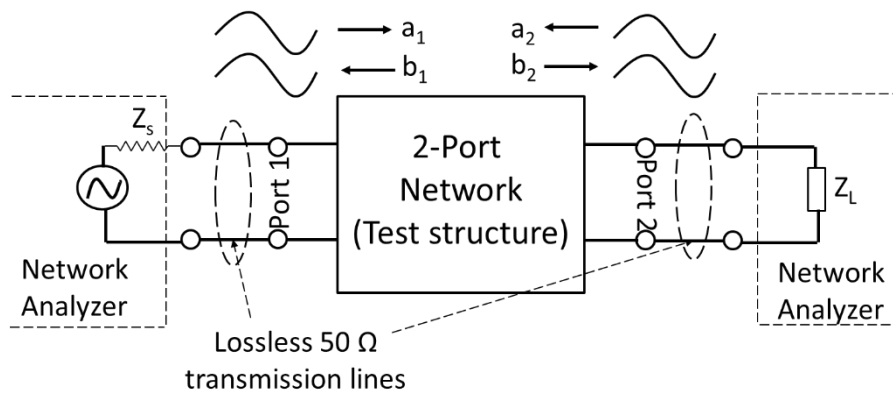 a₁
a₂
b₁
b₂
Zₛ
Port 1
2-Port
Network
(Test structure)
Port 2
Z_L
Network
Analyzer
Network
Analyzer
Lossless 50 Ω
transmission lines